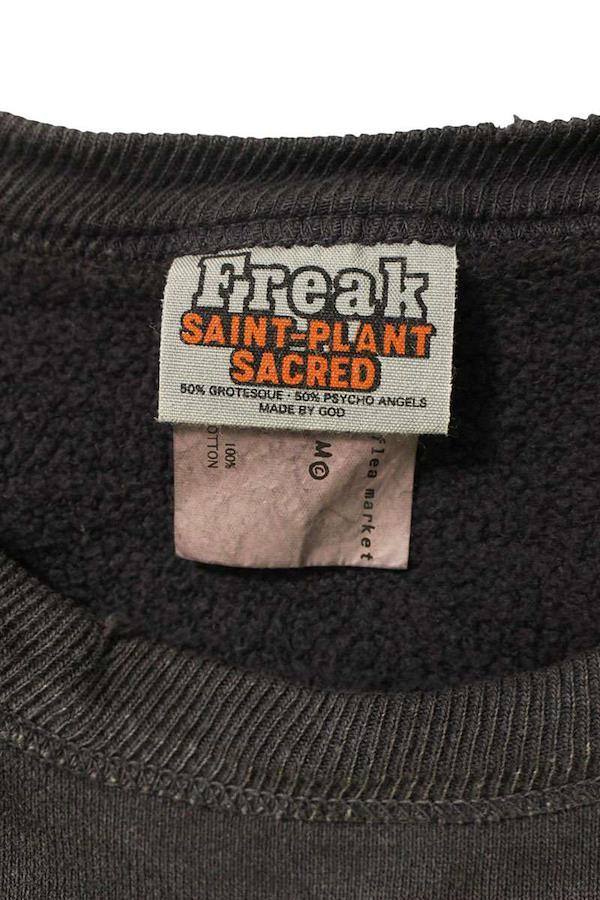 Freak
SAINT-PLANT
SACRED
50% GROTESQUE · 50% PSYCHO ANGELS
MADE BY GOD
100%
COTTON
M©
flea market